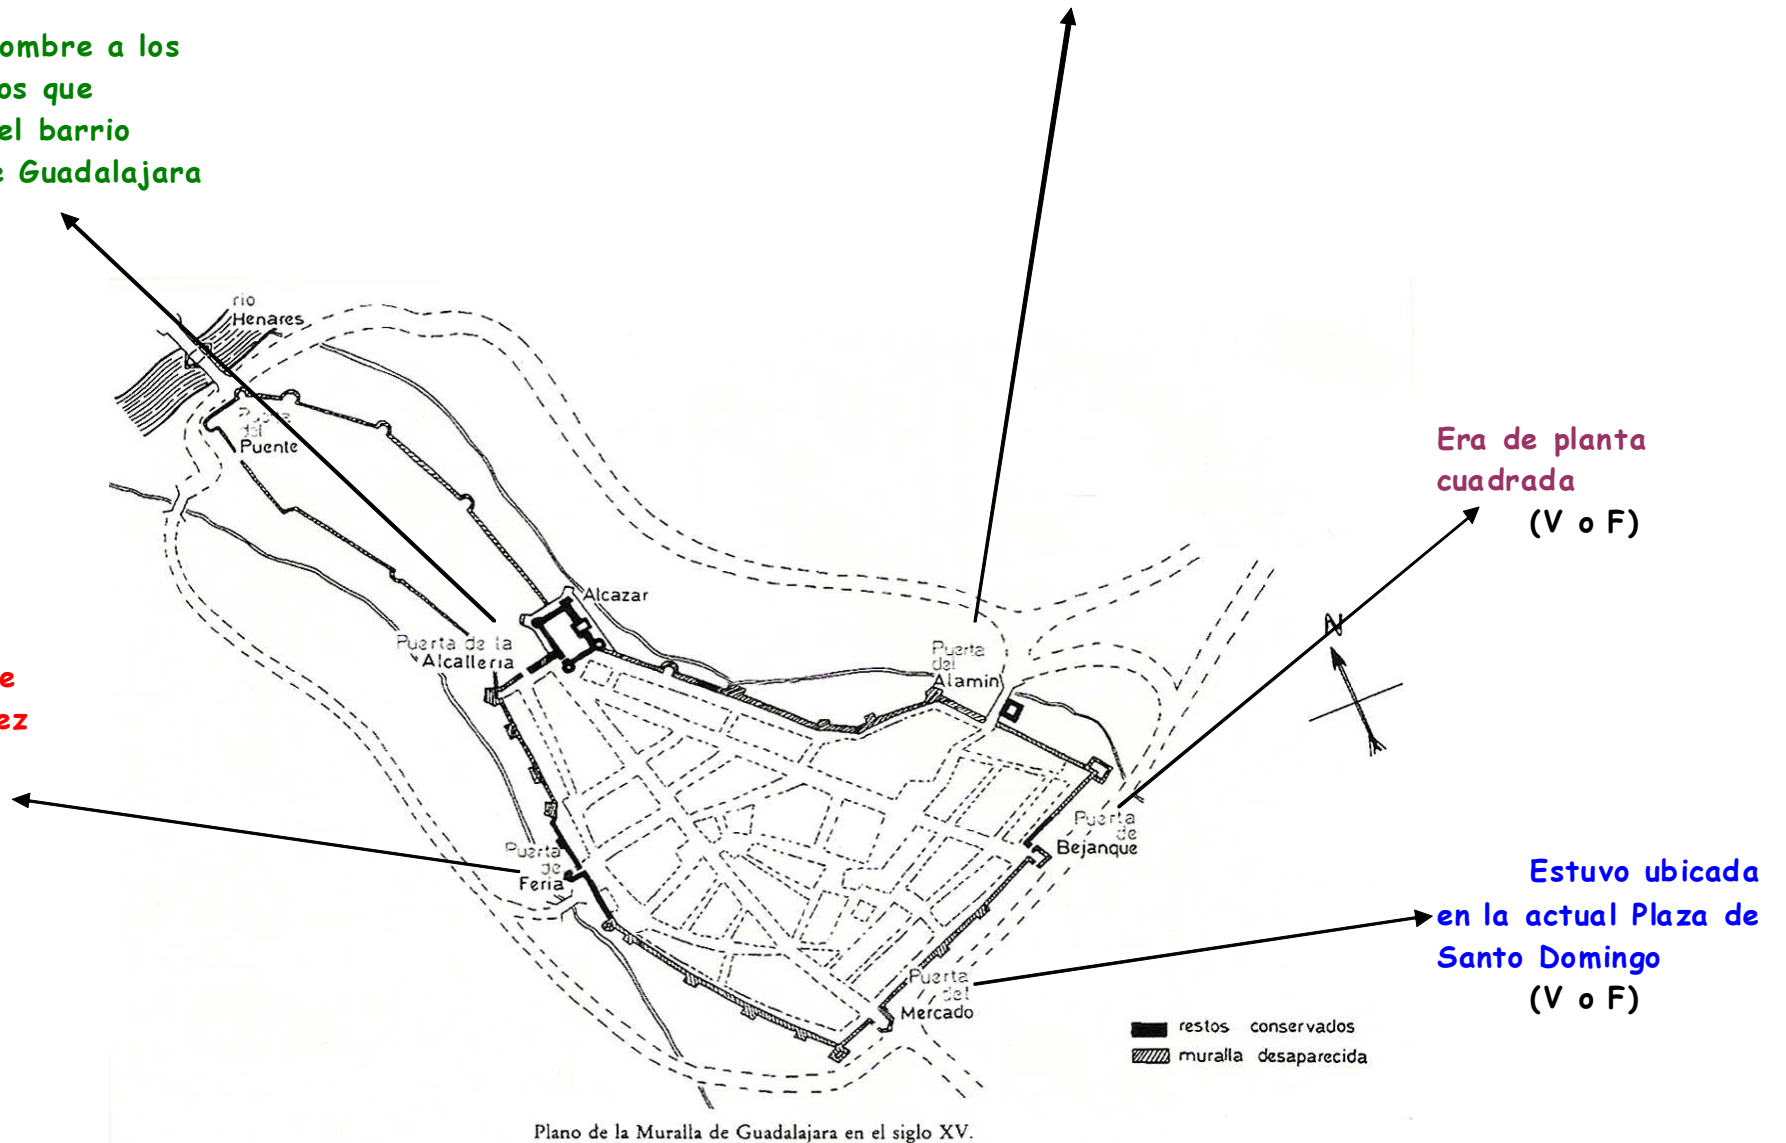 ombre a los
os que
el barrio
e Guadalajara
rio
Henares
Puerta
del
Puente
Alcazar
Puerta de la
Alcalleria
Puerta
del
Alamin
Era de planta
cuadrada
(V o F)
N
e
ez
Puerta
de
Bejanque
Puerta
de
Feria
Estuvo ubicada
en la actual Plaza de
Santo Domingo
(V o F)
Puerta
del
Mercado
restos conservados
muralla desaparecida
Plano de la Muralla de Guadalajara en el siglo XV.